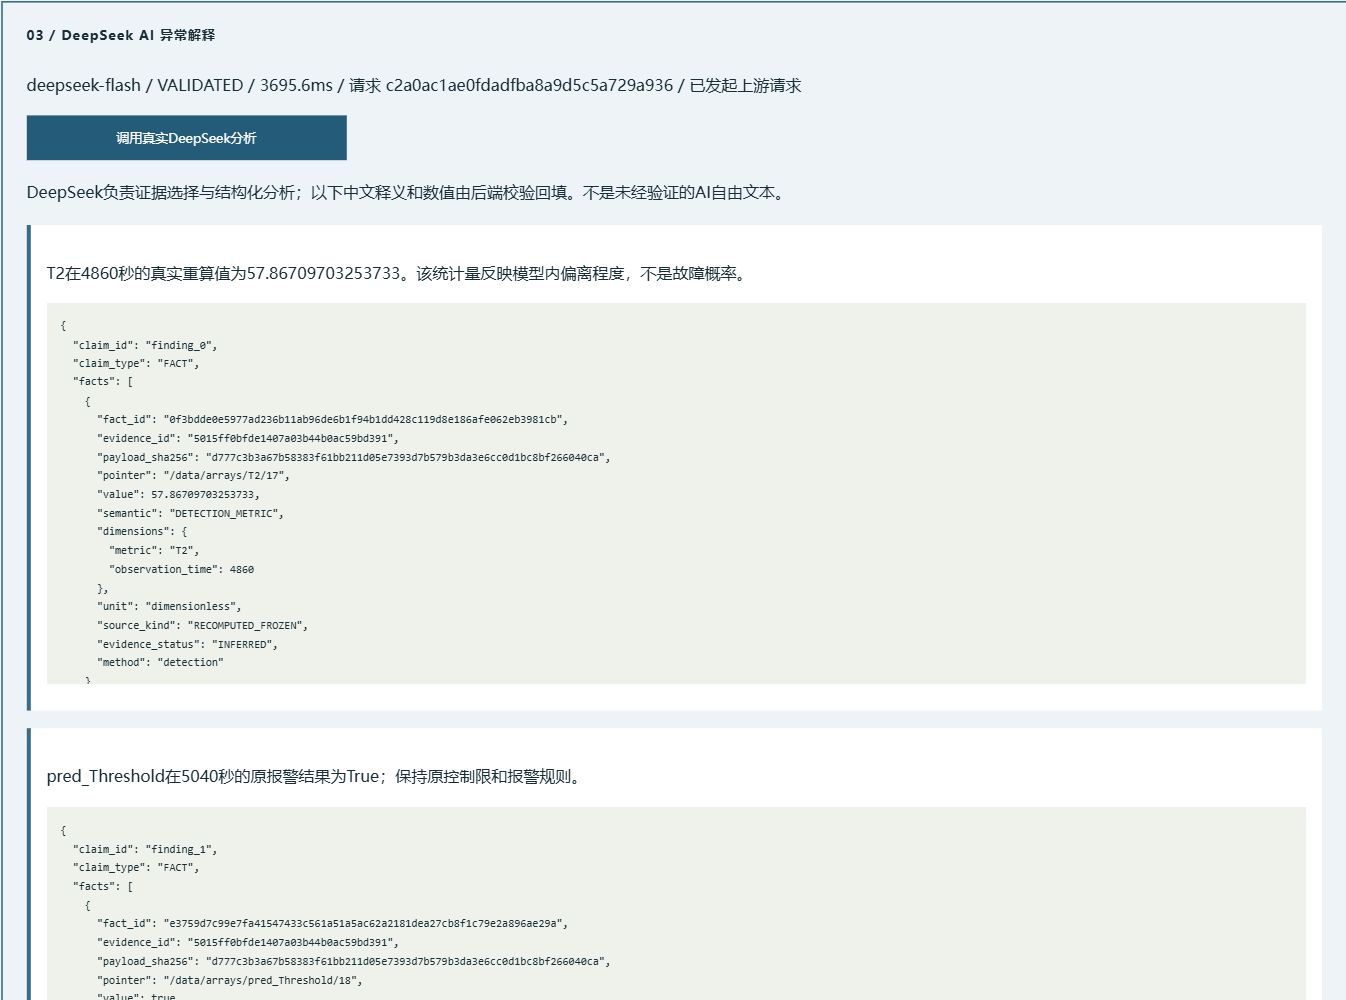 03 / DeepSeek AI 异常解释
deepseek-flash / VALIDATED / 3695.6ms / 请求 c2a0ac1ae0fdadfba8a9d5c5a729a936 / 已发起上游请求
调用真实DeepSeek分析
DeepSeek负责证据选择与结构化分析；以下中文释义和数值由后端校验回填。不是未经验证的AI自由文本。
T2在4860秒的真实重算值为57.86709703253733。该统计量反映模型内偏离程度，不是故障概率。
{
"claim_id": "finding_0",
"claim_type": "FACT",
"facts": [
{
"fact_id": "0f3bdde0e5977ad236b11ab96de6b1f94b1dd428c119d8e186afe062eb3981cb",
"evidence_id": "5015ff0bfde1407a03b44b0ac59bd391",
"payload_sha256": "d777c3b3a67b58383f61bb211d05e7393d7b579b3da3e6cc0d1bc8bf266040ca",
"pointer": "/data/arrays/T2/17",
"value": 57.86709703253733,
"semantic": "DETECTION_METRIC",
"dimensions": {
"metric": "T2",
"observation_time": 4860
},
"unit": "dimensionless",
"source_kind": "RECOMPUTED_FROZEN",
"evidence_status": "INFERRED",
"method": "detection"
}
pred_Threshold在5040秒的原报警结果为True；保持原控制限和报警规则。
{
"claim_id": "finding_1",
"claim_type": "FACT",
"facts": [
{
"fact_id": "e3759d7c99e7fa41547433c561a51a5ac62a2181dea27cb8f1c79e2a896ae29a",
"evidence_id": "5015ff0bfde1407a03b44b0ac59bd391",
"payload_sha256": "d777c3b3a67b58383f61bb211d05e7393d7b579b3da3e6cc0d1bc8bf266040ca",
"pointer": "/data/arrays/pred_Threshold/18",
"value": true